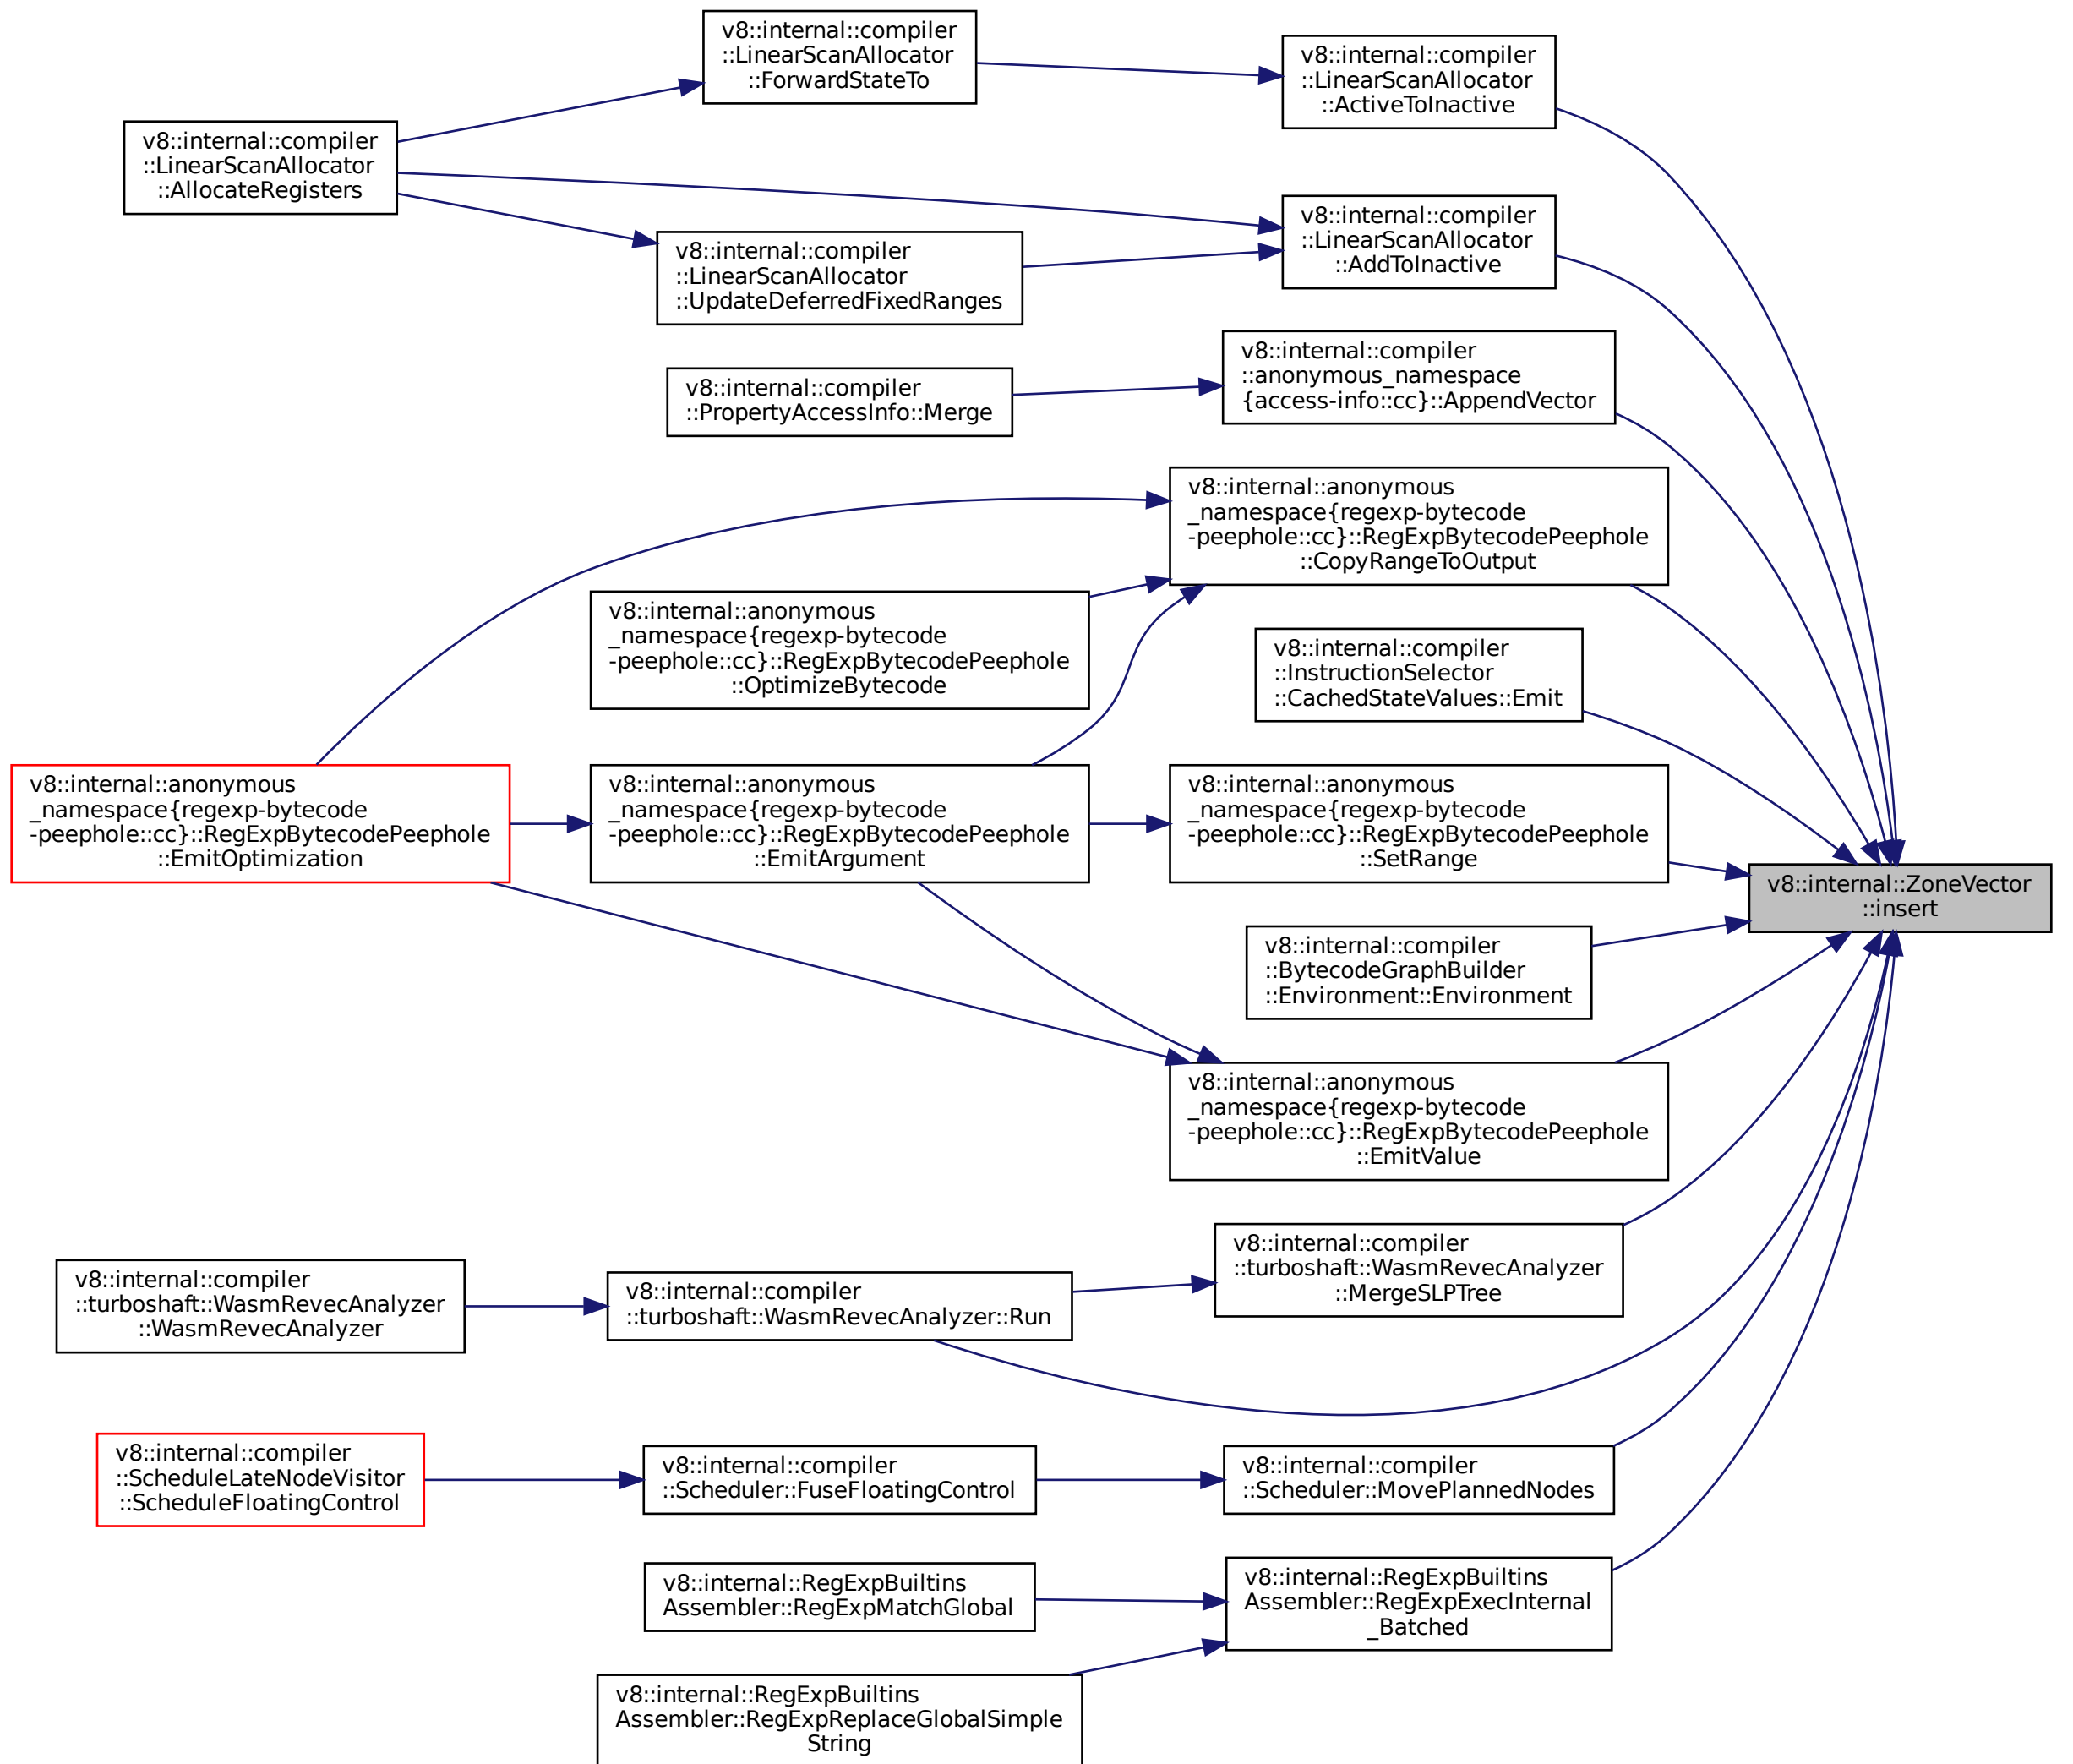 v8::internal::compiler
::LinearScanAllocator
::ForwardStateTo
v8::internal::compiler
::LinearScanAllocator
::ActiveToInactive
v8::internal::compiler
::LinearScanAllocator
::AllocateRegisters
v8::internal::compiler
::LinearScanAllocator
::AddToInactive
v8::internal::compiler
::LinearScanAllocator
::UpdateDeferredFixedRanges
v8::internal::compiler
::anonymous_namespace
{access-info::cc}::AppendVector
v8::internal::compiler
::PropertyAccessInfo::Merge
v8::internal::anonymous
_namespace{regexp-bytecode
-peephole::cc}::RegExpBytecodePeephole
::CopyRangeToOutput
v8::internal::anonymous
_namespace{regexp-bytecode
-peephole::cc}::RegExpBytecodePeephole
::OptimizeBytecode
v8::internal::compiler
::InstructionSelector
::CachedStateValues::Emit
v8::internal::anonymous
_namespace{regexp-bytecode
-peephole::cc}::RegExpBytecodePeephole
::EmitOptimization
v8::internal::anonymous
_namespace{regexp-bytecode
-peephole::cc}::RegExpBytecodePeephole
::EmitArgument
v8::internal::anonymous
_namespace{regexp-bytecode
-peephole::cc}::RegExpBytecodePeephole
::SetRange
v8::internal::ZoneVector
::insert
v8::internal::compiler
::BytecodeGraphBuilder
::Environment::Environment
v8::internal::anonymous
_namespace{regexp-bytecode
-peephole::cc}::RegExpBytecodePeephole
::EmitValue
v8::internal::compiler
::turboshaft::WasmRevecAnalyzer
::MergeSLPTree
v8::internal::compiler
::turboshaft::WasmRevecAnalyzer
::WasmRevecAnalyzer
v8::internal::compiler
::turboshaft::WasmRevecAnalyzer::Run
v8::internal::compiler
::ScheduleLateNodeVisitor
::ScheduleFloatingControl
v8::internal::compiler
::Scheduler::FuseFloatingControl
v8::internal::compiler
::Scheduler::MovePlannedNodes
v8::internal::RegExpBuiltins
Assembler::RegExpMatchGlobal
v8::internal::RegExpBuiltins
Assembler::RegExpExecInternal
_Batched
v8::internal::RegExpBuiltins
Assembler::RegExpReplaceGlobalSimple
String